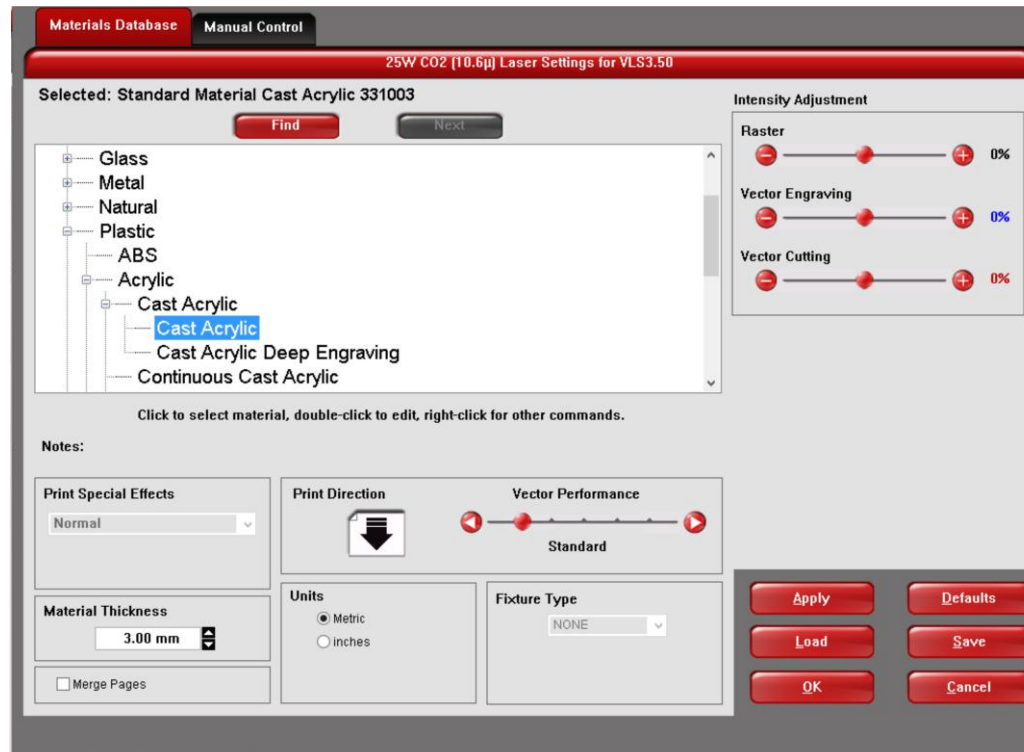 Materials Database
Manual Control
25W CO2 (10.6µ) Laser Settings for VLS3.50
Selected: Standard Material Cast Acrylic 331003
Find
Next
Glass
Metal
Natural
Plastic
ABS
Acrylic
Cast Acrylic
Cast Acrylic
Cast Acrylic Deep Engraving
Continuous Cast Acrylic
Click to select material, double-click to edit, right-click for other commands.
Intensity Adjustment
Raster
0%
Vector Engraving
0%
Vector Cutting
0%
Notes:
Print Special Effects
Normal
Print Direction
Vector Performance
Standard
Material Thickness
3.00 mm
Units
Metric
inches
Fixture Type
NONE
Merge Pages
Apply
Defaults
Load
Save
OK
Cancel